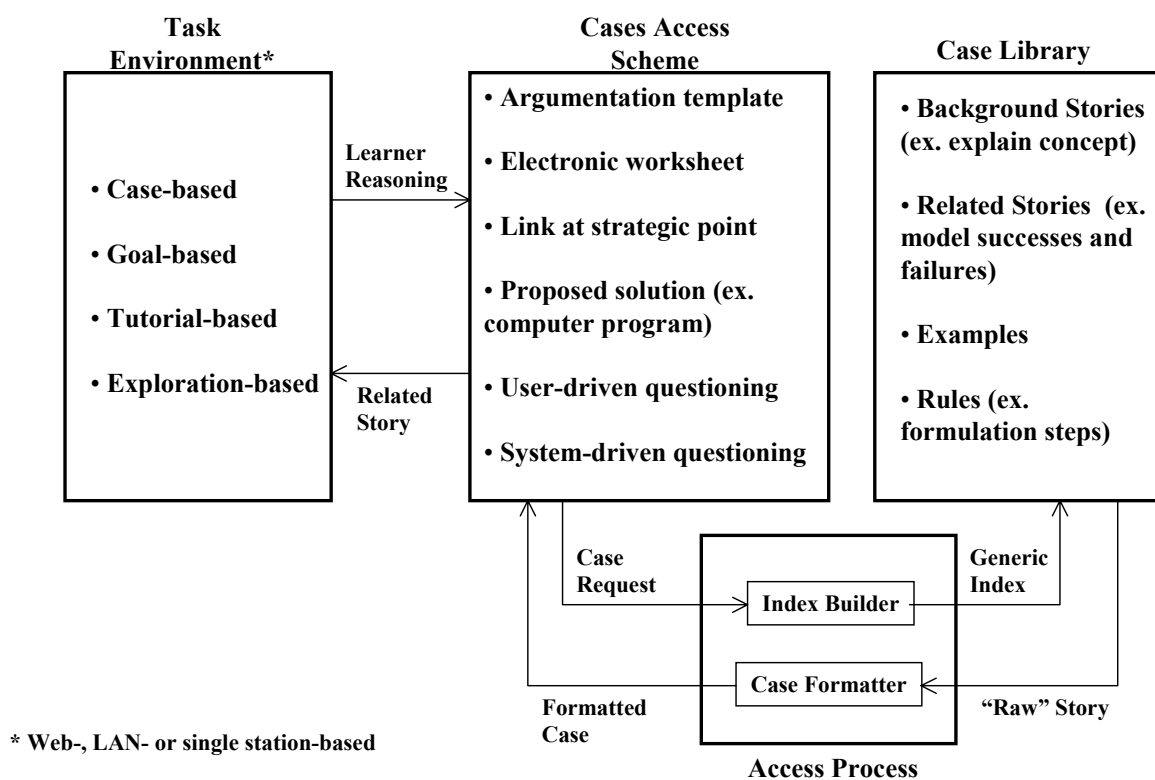 Task
Environment*
• Case-based
• Goal-based
• Tutorial-based
• Exploration-based
Learner
Reasoning
Related
Story
Cases Access
Scheme
• Argumentation template
• Electronic worksheet
• Link at strategic point
• Proposed solution (ex.
computer program)
• User-driven questioning
• System-driven questioning
Case Library
• Background Stories
(ex. explain concept)
• Related Stories (ex.
model successes and
failures)
• Examples
• Rules (ex.
formulation steps)
Case
Request
Index Builder
Generic
Index
Case Formatter
Formatted
Case
“Raw” Story
Access Process
* Web-, LAN- or single station-based